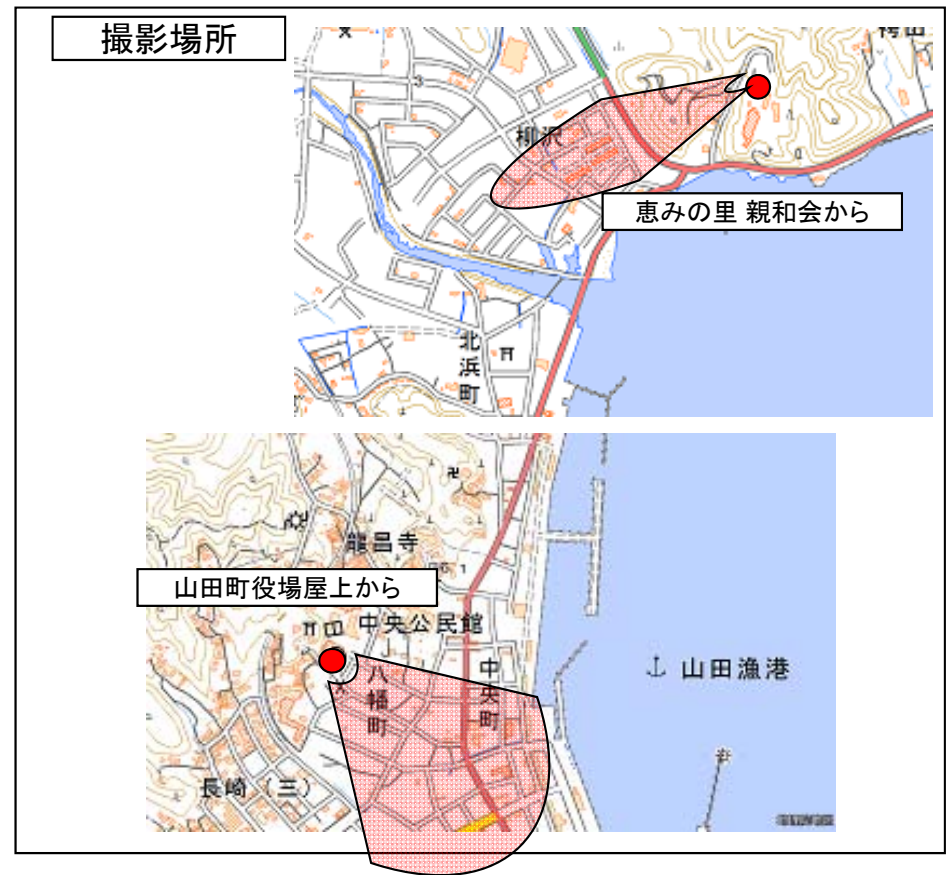 撮影場所
袴田
柳沢
恵みの里 親和会から
北浜町
龍昌寺
山田町役場屋上から
中央公民館
八幡町
中央町
山田漁港
長崎(三)